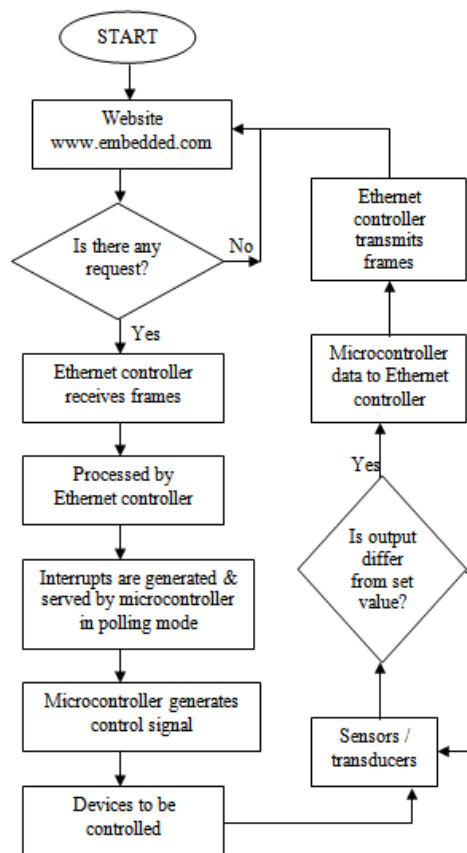 START
Website
www.embedded.com
Is there any
request?
No
Yes
Ethernet controller
receives frames
Processed by
Ethernet controller
Interrupts are generated &
served by microcontroller
in polling mode
Microcontroller generates
control signal
Devices to be
controlled
Ethernet
controller
transmits
frames
Microcontroller
data to Ethernet
controller
Yes
Is output
differ
from set
value?
Sensors /
transducers